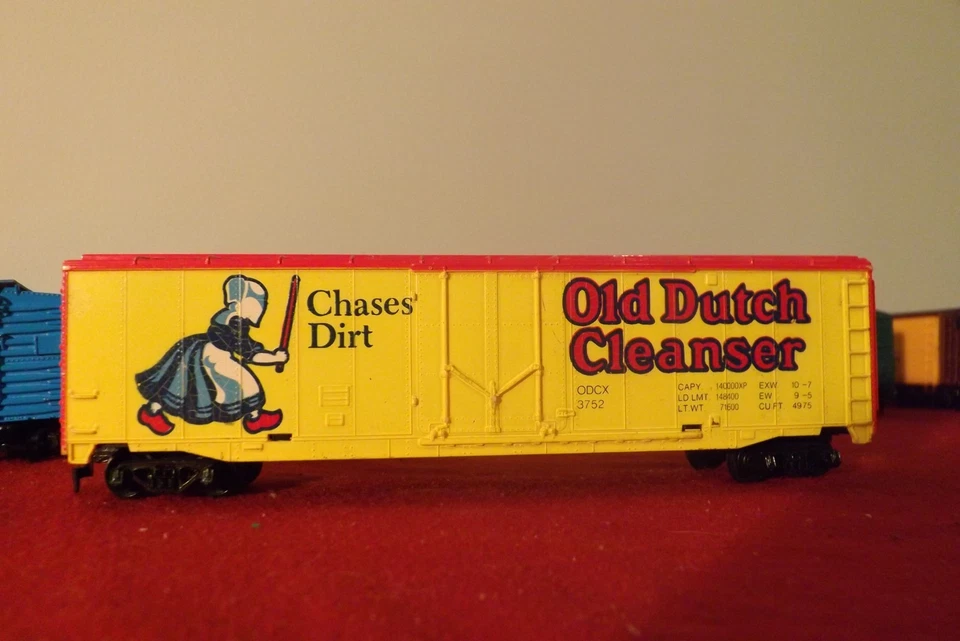 Chases
Dirt
Old Dutch
Cleanser
ODCX
3752
CAPY. 140000XP EXW 10-7
LD LMT 148400 EW 9-5
LT. WT 71600 CU.FT 4975